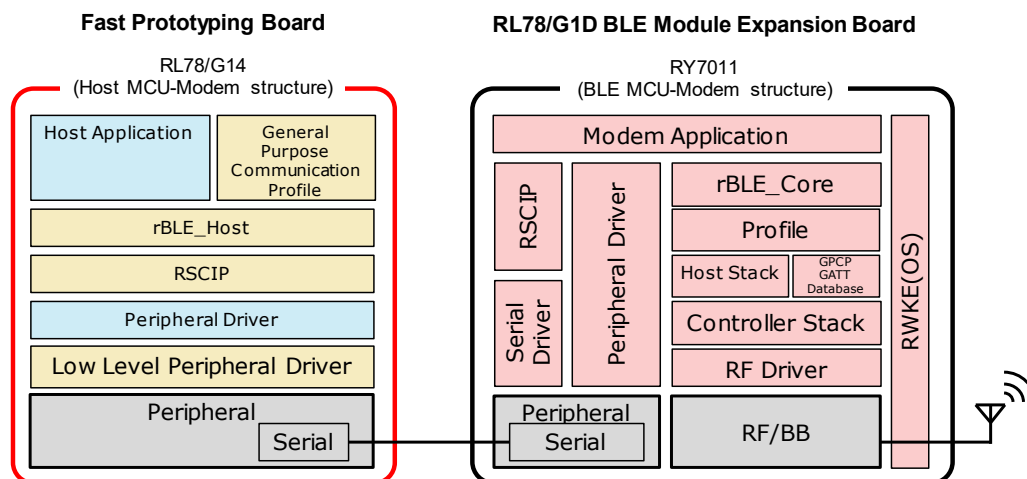 Fast Prototyping Board
RL78/G14
(Host MCU-Modem structure)
Host Application
General
Purpose
Communication
Profile
rBLE_Host
RSCIP
Peripheral Driver
Low Level Peripheral Driver
Peripheral
Serial
RL78/G1D BLE Module Expansion Board
RY7011
(BLE MCU-Modem structure)
Modem Application
RSCIP
Serial
Driver
Peripheral Driver
rBLE_Core
Profile
Host Stack
GPCP
GATT
Database
Controller Stack
RF Driver
RWKE(OS)
Peripheral
Serial
RF/BB